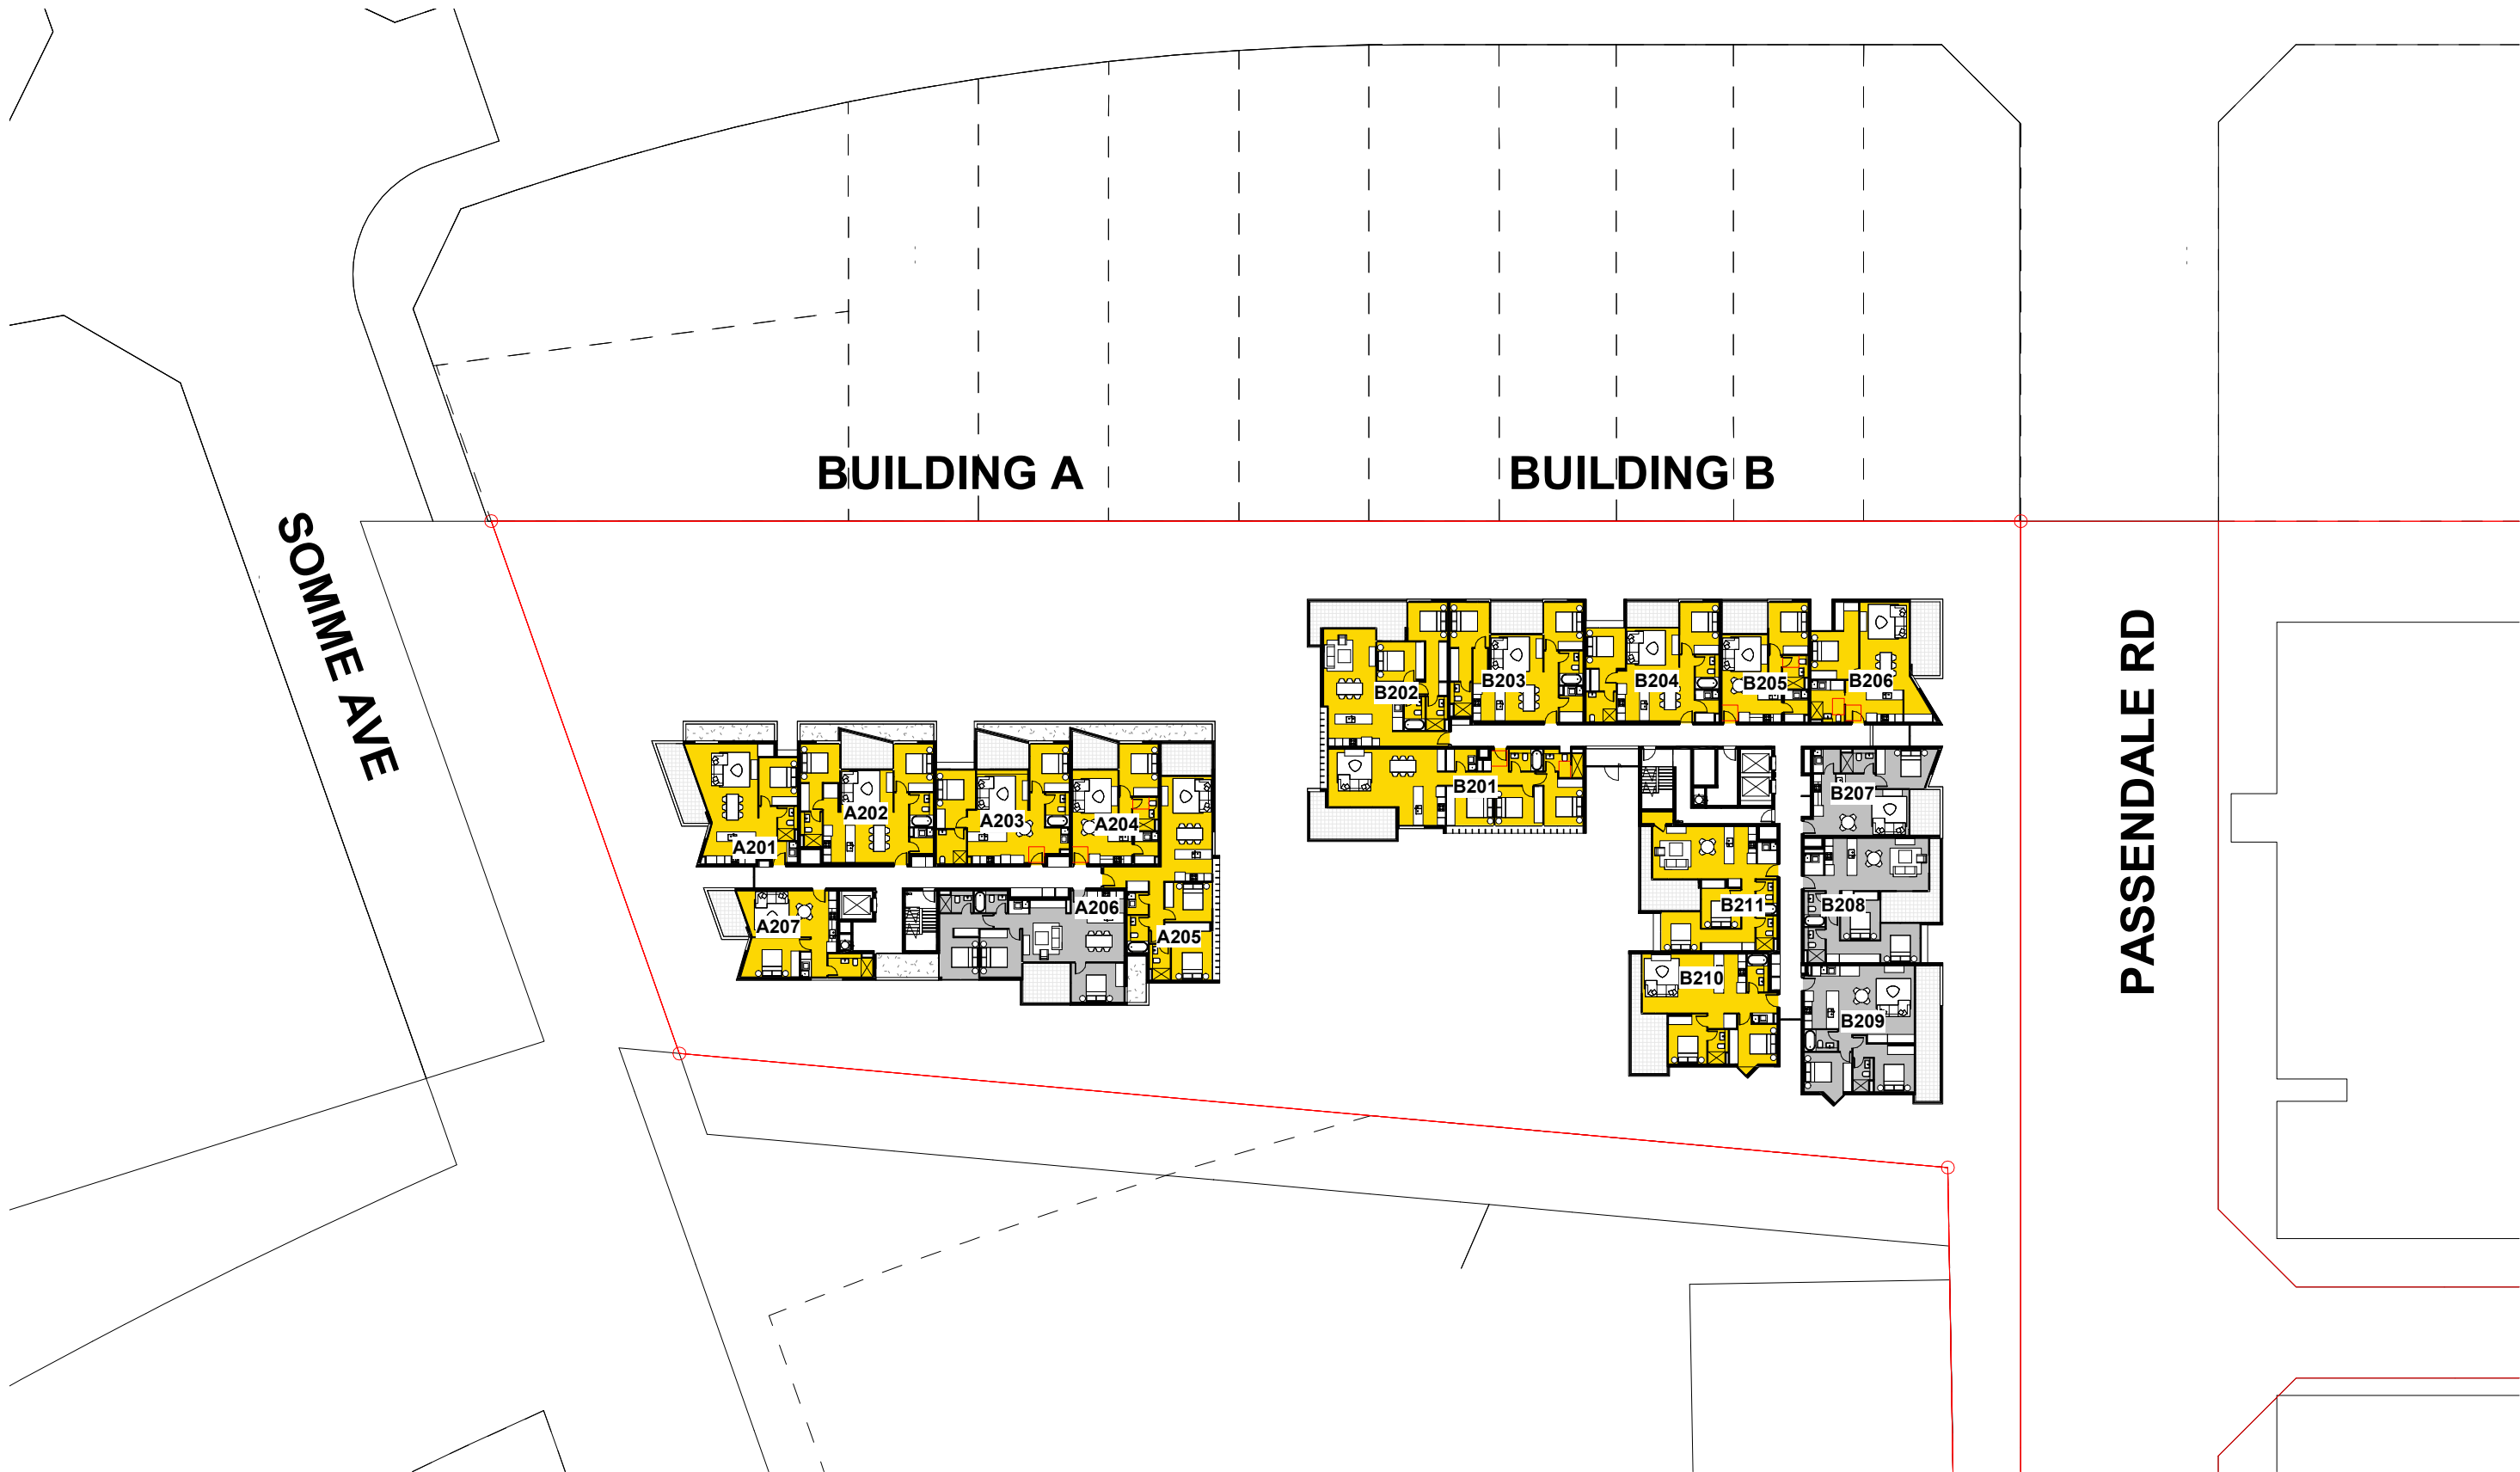 BUILDING A
BUILDING B
SOMME AVE
PASSENDALE RD
B202
B203
B204
B205
B206
B201
B207
A201
A202
A203
A204
B211
B208
A207
A206
A205
B210
B209